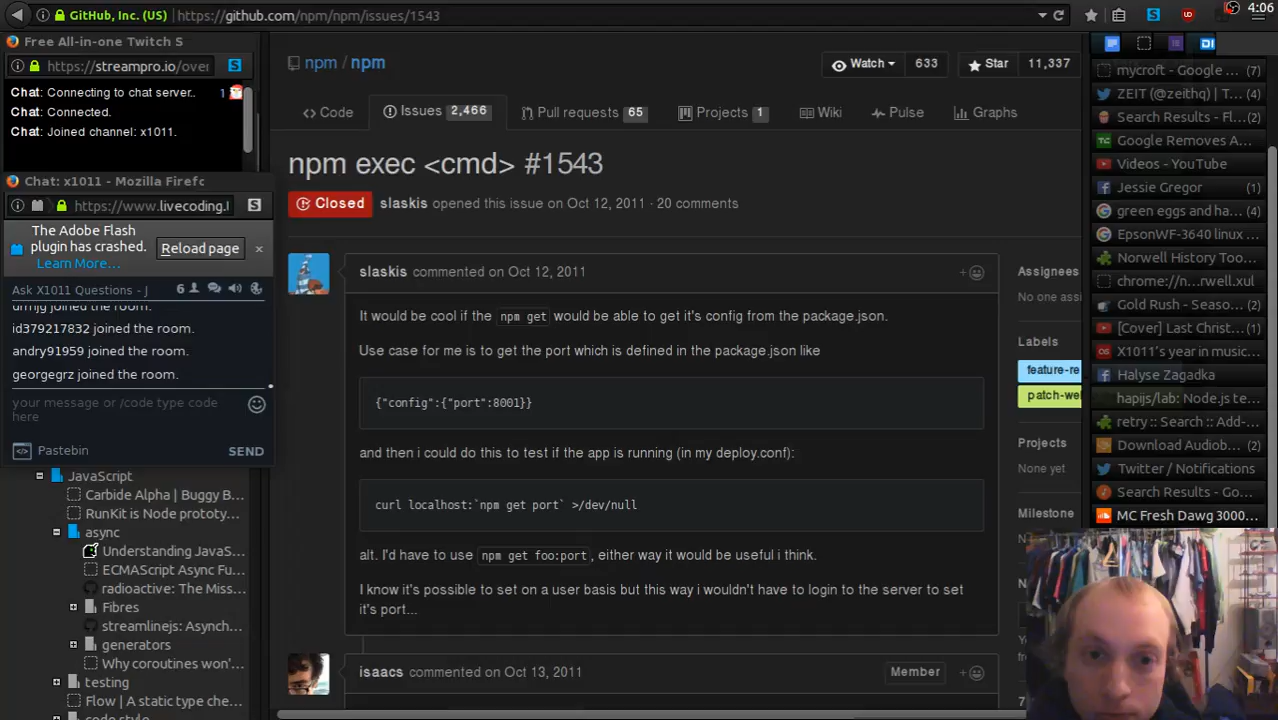 4:06
GitHub, Inc. (US)
https://github.com/npm/npm/issues/1543
Free All-in-one Twitch S
https://streampro.io/over
Chat: Connecting to chat server..
1
Chat: Connected.
Chat: Joined channel: x1011.
Chat: x1011 - Mozilla Firefc
https://www.livecoding.t
The Adobe Flash
plugin has crashed.
Learn More...
Reload page
×
Ask X1011 Questions - J
6
urmjg joined the room.
id379217832 joined the room.
andry91959 joined the room.
georgegrz joined the room.
your message or /code type code
here
Pastebin
SEND
JavaScript
Carbide Alpha | Buggy B...
RunKit is Node prototy...
async
Understanding JavaS...
ECMAScript Async Fu...
radioactive: The Miss...
Fibres
streamlinejs: Asynch...
generators
Why coroutines won'...
testing
Flow | A static type che...
code style
npm / npm
Watch
633
Star
11,337
Code
Issues 2,466
Pull requests 65
Projects 1
Wiki
Pulse
Graphs
npm exec <cmd> #1543
Closed
slaskis opened this issue on Oct 12, 2011 · 20 comments
slaskis commented on Oct 12, 2011
It would be cool if the npm get would be able to get it's config from the package.json.
Use case for me is to get the port which is defined in the package.json like
{"config":{"port":8001}}
and then i could do this to test if the app is running (in my deploy.conf):
curl localhost:`npm get port` >/dev/null
alt. I'd have to use npm get foo:port, either way it would be useful i think.
I know it's possible to set on a user basis but this way i wouldn't have to login to the server to set
it's port...
isaacs commented on Oct 13, 2011
Member
Assignees
No one assi
Labels
feature-re
patch-wel
Projects
None yet
Milestone
mycroft - Google ... (7)
ZEIT (@zeithq) | T... (4)
Search Results - Fl... (2)
Google Removes A...
Videos - YouTube
Jessie Gregor (1)
green eggs and ha... (4)
EpsonWF-3640 linux ...
Norwell History Too...
chrome://n...rwell.xul
Gold Rush - Seaso... (1)
[Cover] Last Christ... (1)
X1011's year in music...
Halyse Zagadka
hapijs/lab: Node.js te...
retry :: Search :: Add-...
Download Audiob...
Twitter / Notifications
Search Results - Go...
MC Fresh Dawg 3000...